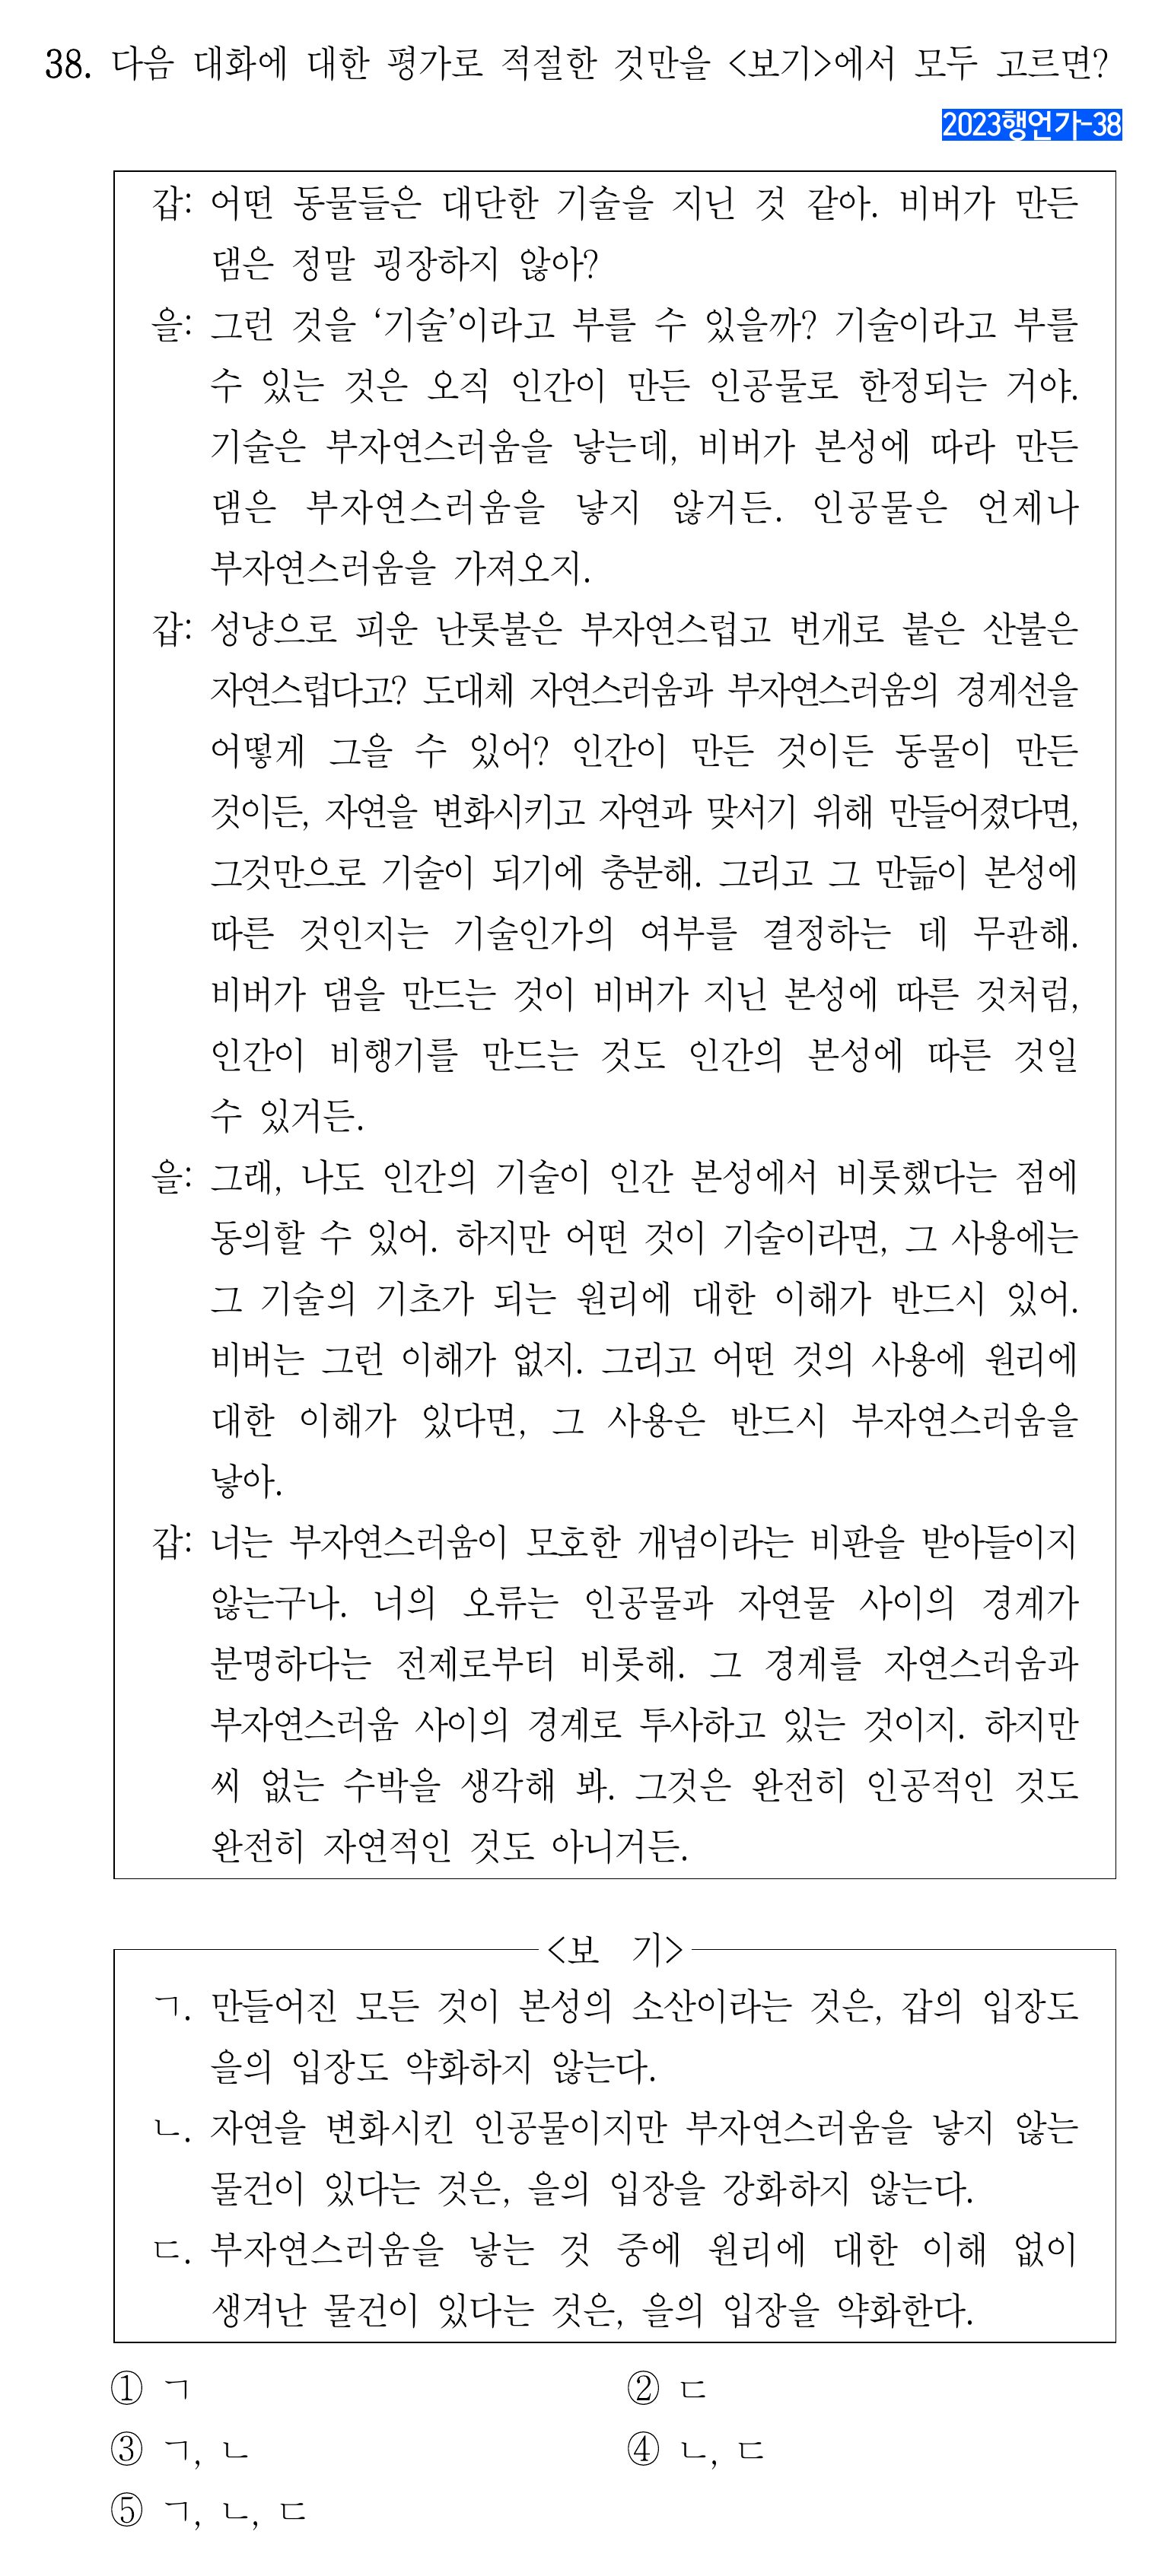 38. 다음 대화에 대한 평가로 적절한 것만을 <보기>에서 모두 고르면?
2023행언가-38
갑: 어떤 동물들은 대단한 기술을 지닌 것 같아. 비버가 만든
댐은 정말 굉장하지 않아?
을: 그런 것을 ‘기술’이라고 부를 수 있을까? 기술이라고 부를
수 있는 것은 오직 인간이 만든 인공물로 한정되는 거야.
기술은 부자연스러움을 낳는데, 비버가 본성에 따라 만든
댐은 부자연스러움을 낳지 않거든. 인공물은 언제나
부자연스러움을 가져오지.
갑: 성냥으로 피운 난롯불은 부자연스럽고 번개로 붙은 산불은
자연스럽다고? 도대체 자연스러움과 부자연스러움의 경계선을
어떻게 그을 수 있어? 인간이 만든 것이든 동물이 만든
것이든, 자연을 변화시키고 자연과 맞서기 위해 만들어졌다면,
그것만으로 기술이 되기에 충분해. 그리고 그 만듦이 본성에
따른 것인지는 기술인가의 여부를 결정하는 데 무관해.
비버가 댐을 만드는 것이 비버가 지닌 본성에 따른 것처럼,
인간이 비행기를 만드는 것도 인간의 본성에 따른 것일
수 있거든.
을: 그래, 나도 인간의 기술이 인간 본성에서 비롯했다는 점에
동의할 수 있어. 하지만 어떤 것이 기술이라면, 그 사용에는
그 기술의 기초가 되는 원리에 대한 이해가 반드시 있어.
비버는 그런 이해가 없지. 그리고 어떤 것의 사용에 원리에
대한 이해가 있다면, 그 사용은 반드시 부자연스러움을
낳아.
갑: 너는 부자연스러움이 모호한 개념이라는 비판을 받아들이지
않는구나. 너의 오류는 인공물과 자연물 사이의 경계가
분명하다는 전제로부터 비롯해. 그 경계를 자연스러움과
부자연스러움 사이의 경계로 투사하고 있는 것이지. 하지만
씨 없는 수박을 생각해 봐. 그것은 완전히 인공적인 것도
완전히 자연적인 것도 아니거든.
<보 기>
ㄱ. 만들어진 모든 것이 본성의 소산이라는 것은, 갑의 입장도
을의 입장도 약화하지 않는다.
ㄴ. 자연을 변화시킨 인공물이지만 부자연스러움을 낳지 않는
물건이 있다는 것은, 을의 입장을 강화하지 않는다.
ㄷ. 부자연스러움을 낳는 것 중에 원리에 대한 이해 없이
생겨난 물건이 있다는 것은, 을의 입장을 약화한다.
① ㄱ
② ㄷ
③ ㄱ, ㄴ
④ ㄴ, ㄷ
⑤ ㄱ, ㄴ, ㄷ